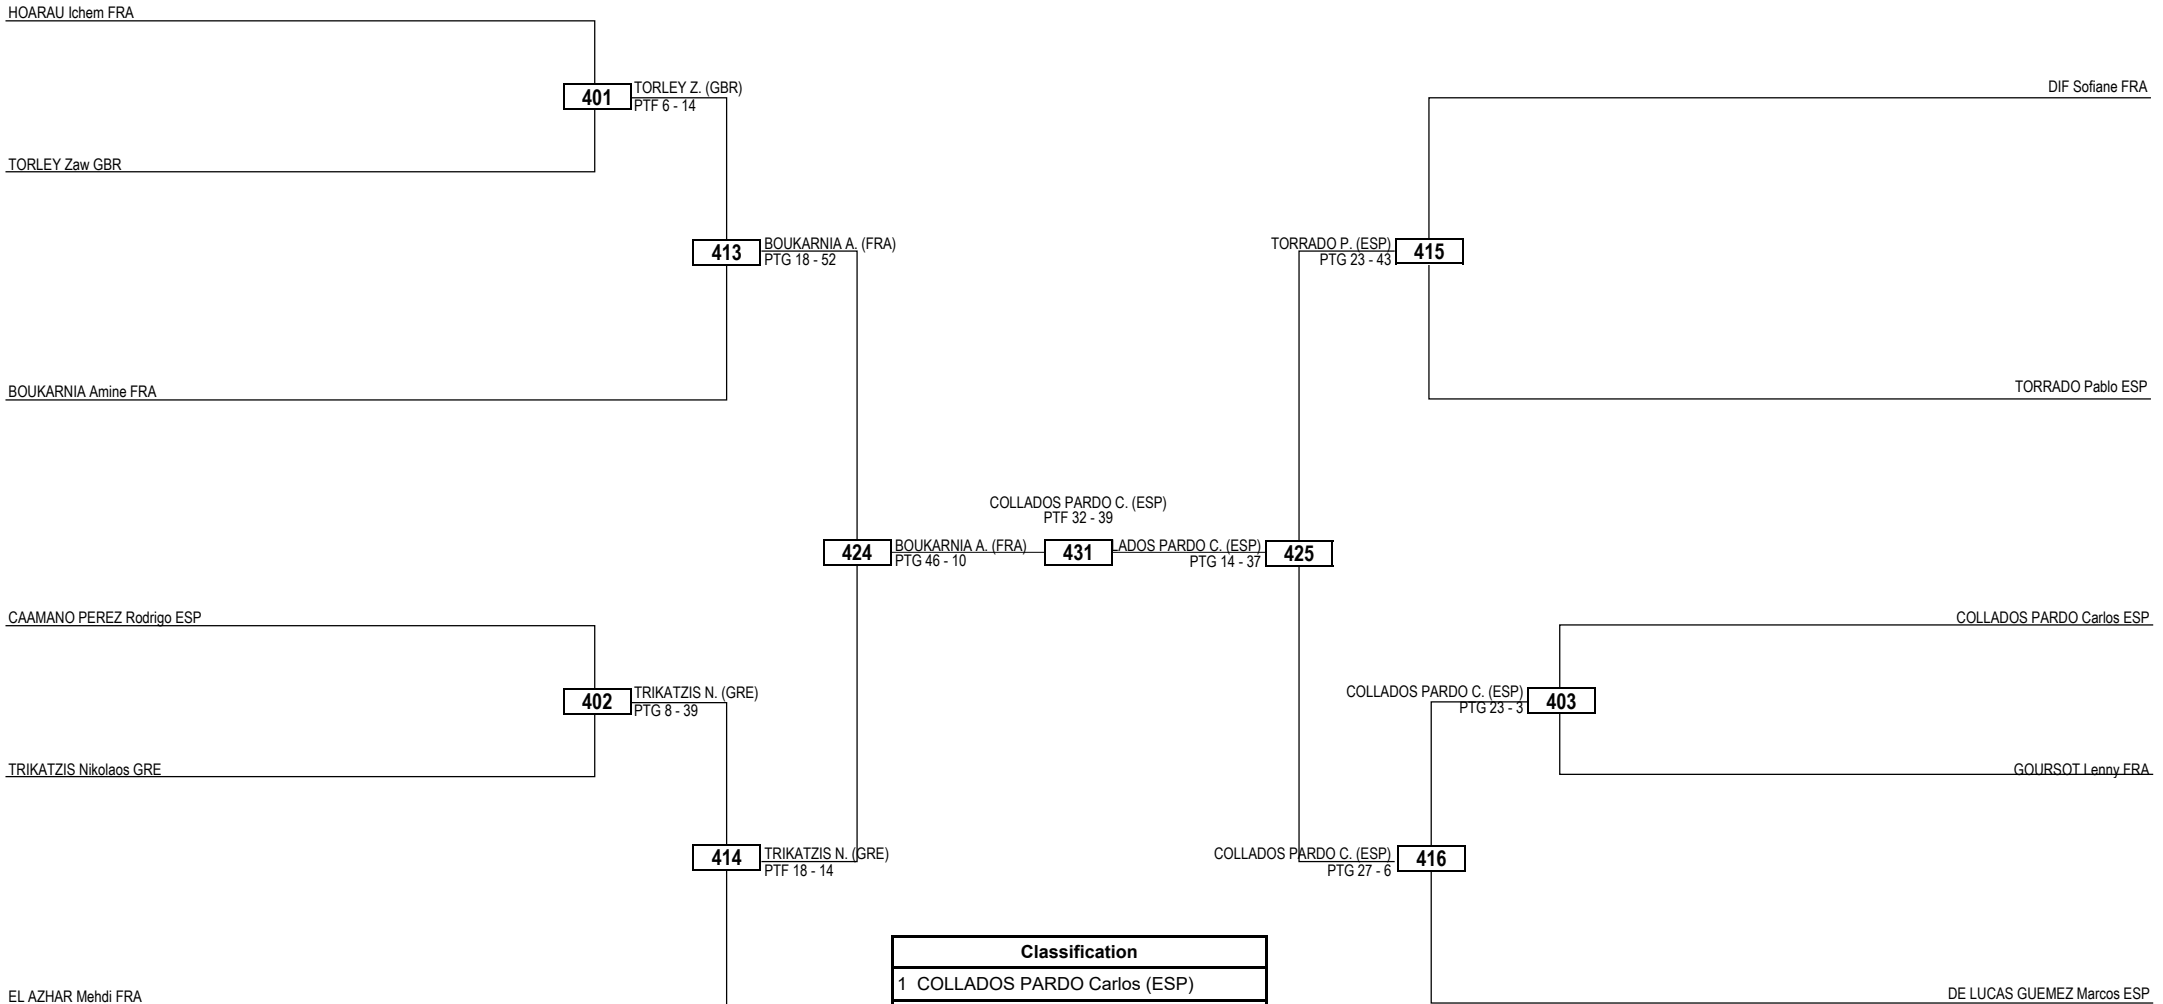 HOARAU Ichem FRA
401
TORLEY Z. (GBR)
PTF 6 - 14
TORLEY Zaw GBR
413
BOUKARNIA A. (FRA)
PTG 18 - 52
BOUKARNIA Amine FRA
CAAMANO PEREZ Rodrigo ESP
402
TRIKATZIS N. (GRE)
PTG 8 - 39
TRIKATZIS Nikolaos GRE
414
TRIKATZIS N. (GRE)
PTF 18 - 14
EL AZHAR Mehdi FRA
424
BOUKARNIA A. (FRA)
PTG 46 - 10
COLLADOS PARDO C. (ESP)
PTF 32 - 39
431
LADOS PARDO C. (ESP)
PTG 14 - 37
425
DIF Sofiane FRA
TORRADO P. (ESP)
PTG 23 - 43
415
TORRADO Pablo ESP
COLLADOS PARDO Carlos ESP
COLLADOS PARDO C. (ESP)
PTG 23 - 3
403
GOURSOT Lenny FRA
COLLADOS PARDO C. (ESP)
PTG 27 - 6
416
DE LUCAS GUEMEZ Marcos ESP
Classification
1 COLLADOS PARDO Carlos (ESP)